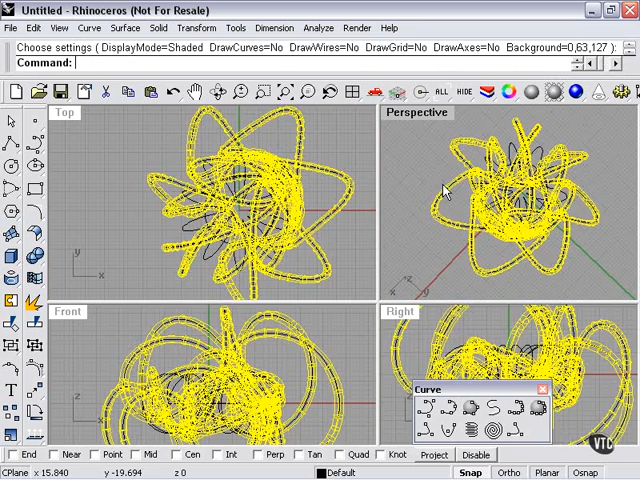 Untitled - Rhinoceros (Not For Resale)
File Edit View Curve Surface Solid Transform Tools Dimension Analyze Render Help
Choose settings ( DisplayMode=Shaded DrawCurves=No DrawWires=No DrawGrid=No DrawAxes=No Background=0,63,127 ):
Command:
ALL HIDE
Top
Perspective
y
x
x
y
z
Front
Right
z
x
z
Curve
T
VTC
End Near Point Mid Cen Int Perp Tan Quad Knot Project Disable
CPlane x 15.840 y -19.694 z 0 Default Snap Ortho Planar Osnap